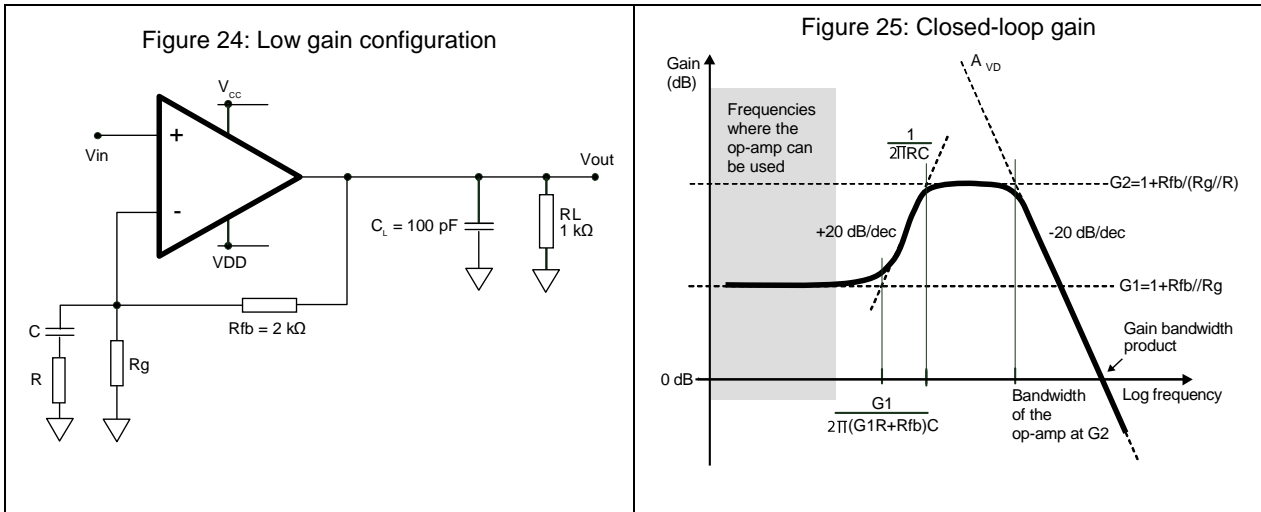 Figure 24: Low gain configuration
V_CC
+
Vin
Vout
-
C_L = 100 pF
RL
1 kΩ
VDD
Rfb = 2 kΩ
C
R
Rg
Figure 25: Closed-loop gain
Gain
(dB)
A_VD
Frequencies
where the
op-amp can
be used
1
2ΠRC
G2=1+Rfb/(Rg//R)
+20 dB/dec
-20 dB/dec
G1=1+Rfb//Rg
Gain bandwidth
product
0 dB
Log frequency
G1
2Π(G1R+Rfb)C
Bandwidth
of the
op-amp at G2